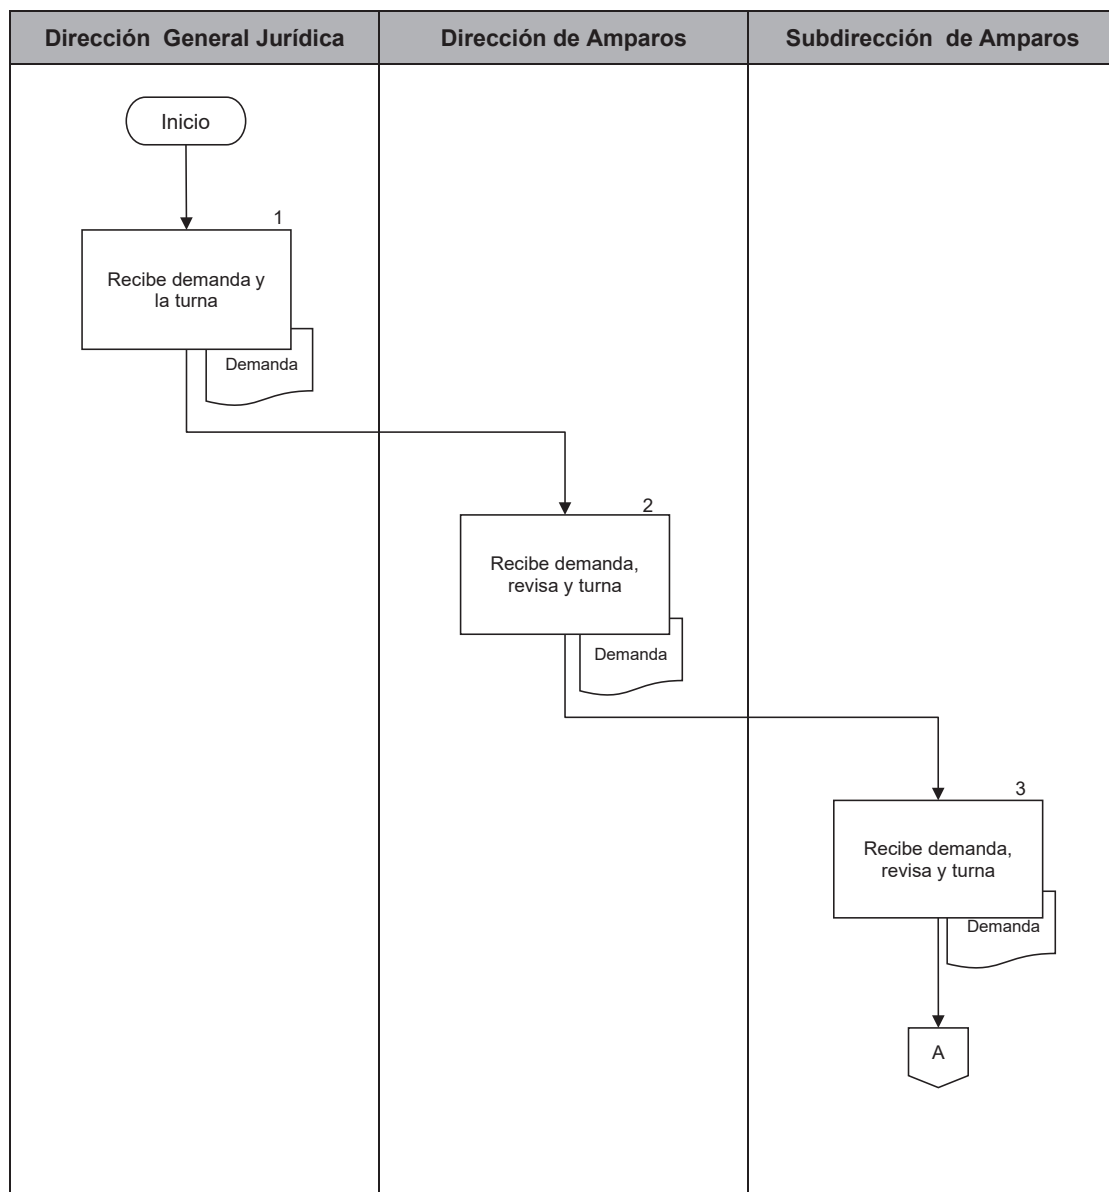 Dirección General Jurídica
Dirección de Amparos
Subdirección de Amparos
Inicio
1
Recibe demanda y
la turna
Demanda
2
Recibe demanda,
revisa y turna
Demanda
3
Recibe demanda,
revisa y turna
Demanda
A